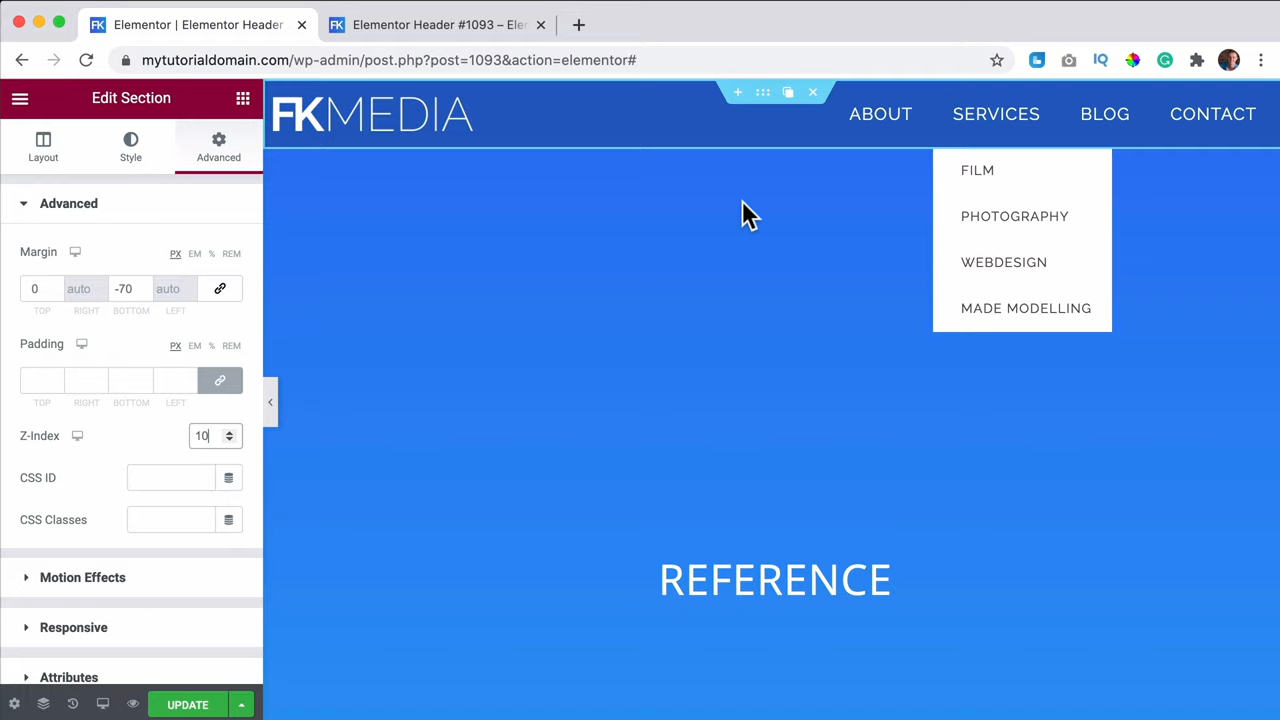 FK Elementor | Elementor Header
FK Elementor Header #1093 – Ele
mytutorialdomain.com/wp-admin/post.php?post=1093&action=elementor#
IQ
Edit Section
FKMEDIA
ABOUT SERVICES BLOG CONTACT
Layout Style Advanced
FILM
PHOTOGRAPHY
WEBDESIGN
MADE MODELLING
Advanced
Margin PX EM % REM
0 auto -70 auto
TOP RIGHT BOTTOM LEFT
Padding PX EM % REM
TOP RIGHT BOTTOM LEFT
Z-Index 10
CSS ID
CSS Classes
Motion Effects
Responsive
Attributes
UPDATE
REFERENCE